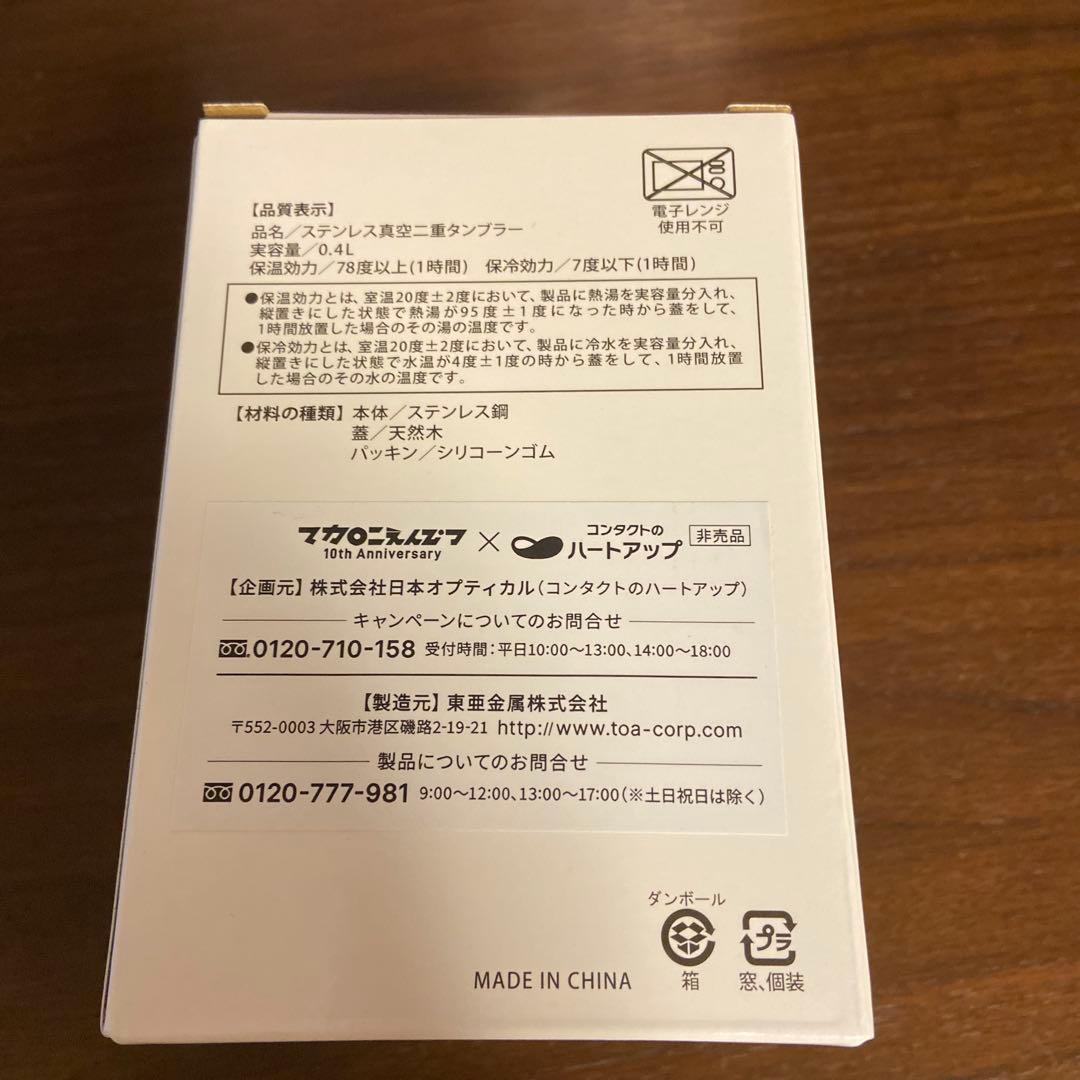 電子レンジ
使用不可
【品質表示】
品名／ステンレス真空二重タンブラー
実容量／0.4L
保温効力／78度以上(1時間) 保冷効力／7度以下(1時間)
●保温効力とは、室温20度±2度において、製品に熱湯を実容量分入れ、
縦置きにした状態で熱湯が95度±1度になった時から蓋をして、
1時間放置した場合のその湯の温度です。
●保冷効力とは、室温20度±2度において、製品に冷水を実容量分入れ、
縦置きにした状態で水温が4度±1度の時から蓋をして、1時間放置
した場合のその水の温度です。
【材料の種類】本体／ステンレス鋼
蓋／天然木
パッキン／シリコーンゴム
マカロニえんぴつ
10th Anniversary
×
コンタクトの
ハートアップ
非売品
【企画元】株式会社日本オプティカル(コンタクトのハートアップ)
キャンペーンについてのお問合せ
0120-710-158 受付時間：平日10:00〜13:00、14:00〜18:00
【製造元】東亜金属株式会社
〒552-0003 大阪市港区磯路2-19-21 http://www.toa-corp.com
製品についてのお問合せ
0120-777-981 9:00〜12:00、13:00〜17:00(※土日祝日は除く)
ダンボール
プラ
MADE IN CHINA 箱 窓、個装